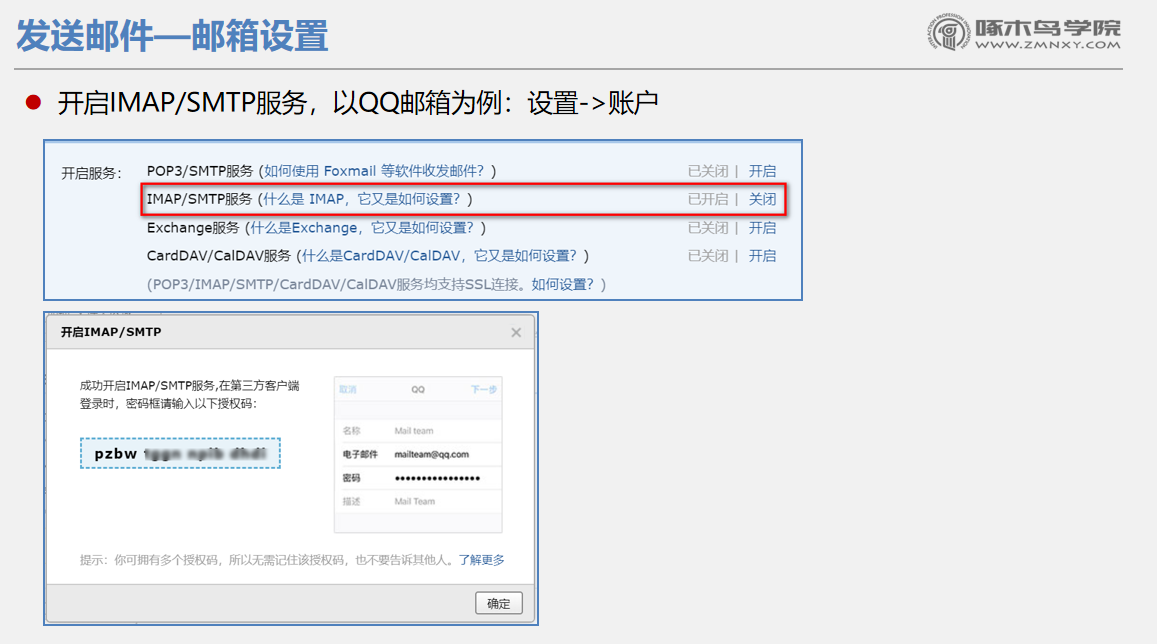 发送邮件—邮箱设置
啄木鸟学院
WWW.ZMNXY.COM
开启IMAP/SMTP服务，以QQ邮箱为例：设置->账户
开启服务：
POP3/SMTP服务 (如何使用 Foxmail 等软件收发邮件？) 已关闭 | 开启
IMAP/SMTP服务 (什么是 IMAP，它又是如何设置？) 已开启 | 关闭
Exchange服务 (什么是Exchange，它又是如何设置？) 已关闭 | 开启
CardDAV/CalDAV服务 (什么是CardDAV/CalDAV，它又是如何设置？) 已关闭 | 开启
(POP3/IMAP/SMTP/CardDAV/CalDAV服务均支持SSL连接。如何设置？)
开启IMAP/SMTP
成功开启IMAP/SMTP服务,在第三方客户端
登录时，密码框请输入以下授权码：
pzbw
取消 QQ 下一步
名称 Mail team
电子邮件 mailteam@qq.com
密码 ●●●●●●●●●●●●●●●●
描述 Mail Team
提示：你可拥有多个授权码，所以无需记住该授权码，也不要告诉其他人。了解更多
确定